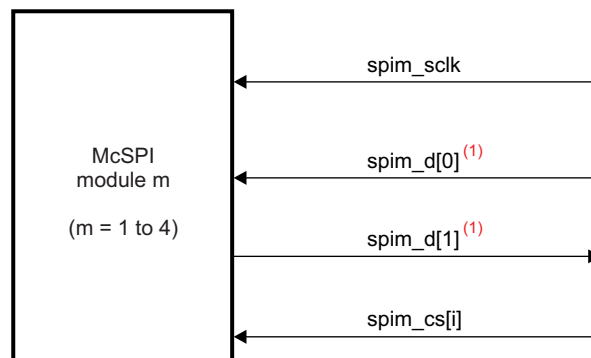 spim_sclk
McSPI
module m
(m = 1 to 4)
spim_d[0](1)
spim_d[1](1)
spim_cs[i]